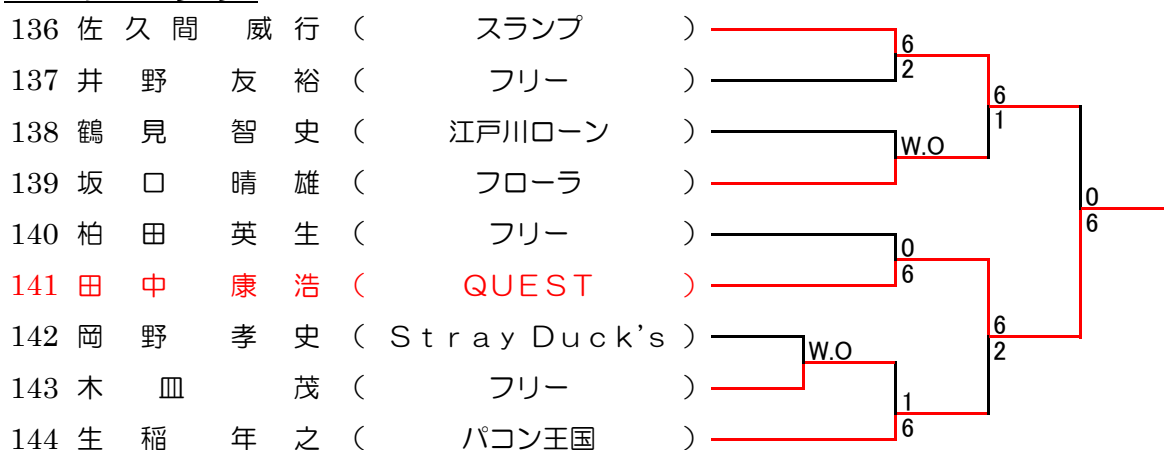 136 佐久間 威行 ( スランプ )
137 井野 友裕 ( フリー )
138 鶴見 智史 ( 江戸川ローン )
139 坂口 晴雄 ( フローラ )
140 柏田 英生 ( フリー )
141 田中 康浩 ( QUEST )
142 岡野 孝史 ( Stray Duck's )
143 木皿 茂 ( フリー )
144 生稲 年之 ( パコン王国 )
6
2
W.O
0
6
W.O
1
6
6
1
6
2
0
6